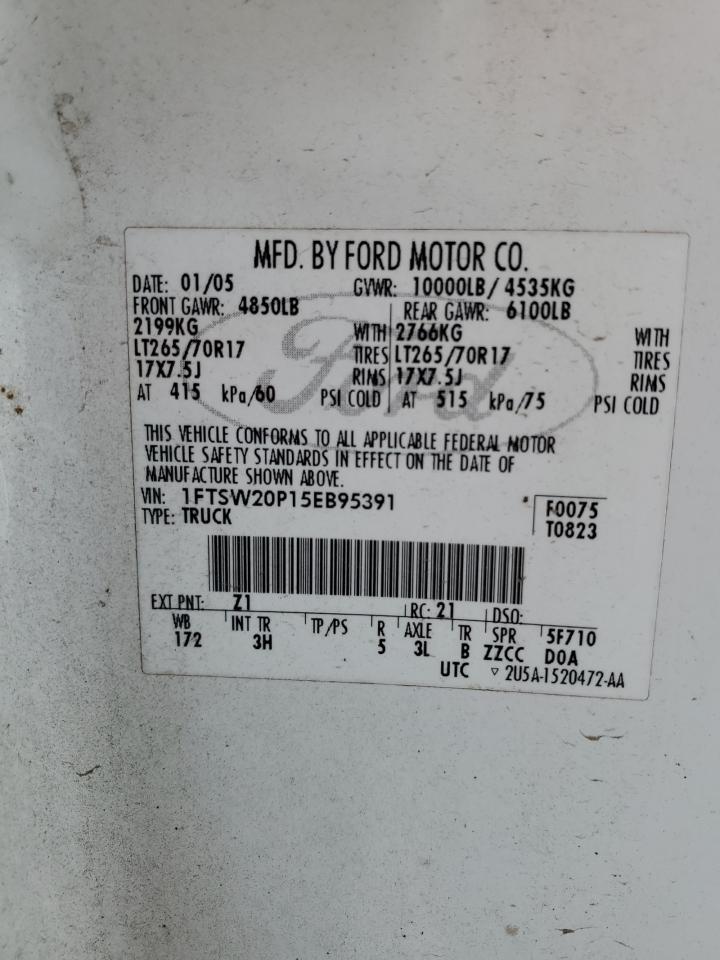 MFD. BY FORD MOTOR CO.
DATE: 01/05 GVWR: 10000LB/ 4535KG
FRONT GAWR: 4850LB REAR GAWR: 6100LB
2199KG WITH 2766KG WITH
LT265/70R17 TIRES LT265/70R17 TIRES
17X7.5J RIMS 17X7.5J RIMS
AT 415 kPa/60 PSI COLD AT 515 kPa/75 PSI COLD
Ford
THIS VEHICLE CONFORMS TO ALL APPLICABLE FEDERAL MOTOR
VEHICLE SAFETY STANDARDS IN EFFECT ON THE DATE OF
MANUFACTURE SHOWN ABOVE.
VIN: 1FTSW20P15EB95391 F0075
TYPE: TRUCK T0823
EXT PNT: Z1 RC: 21 DSO:
WB INT TR TP/PS R AXLE TR SPR 5F710
172 3H 5 3L B ZZCC D0A
UTC ▽ 2U5A-1520472-AA